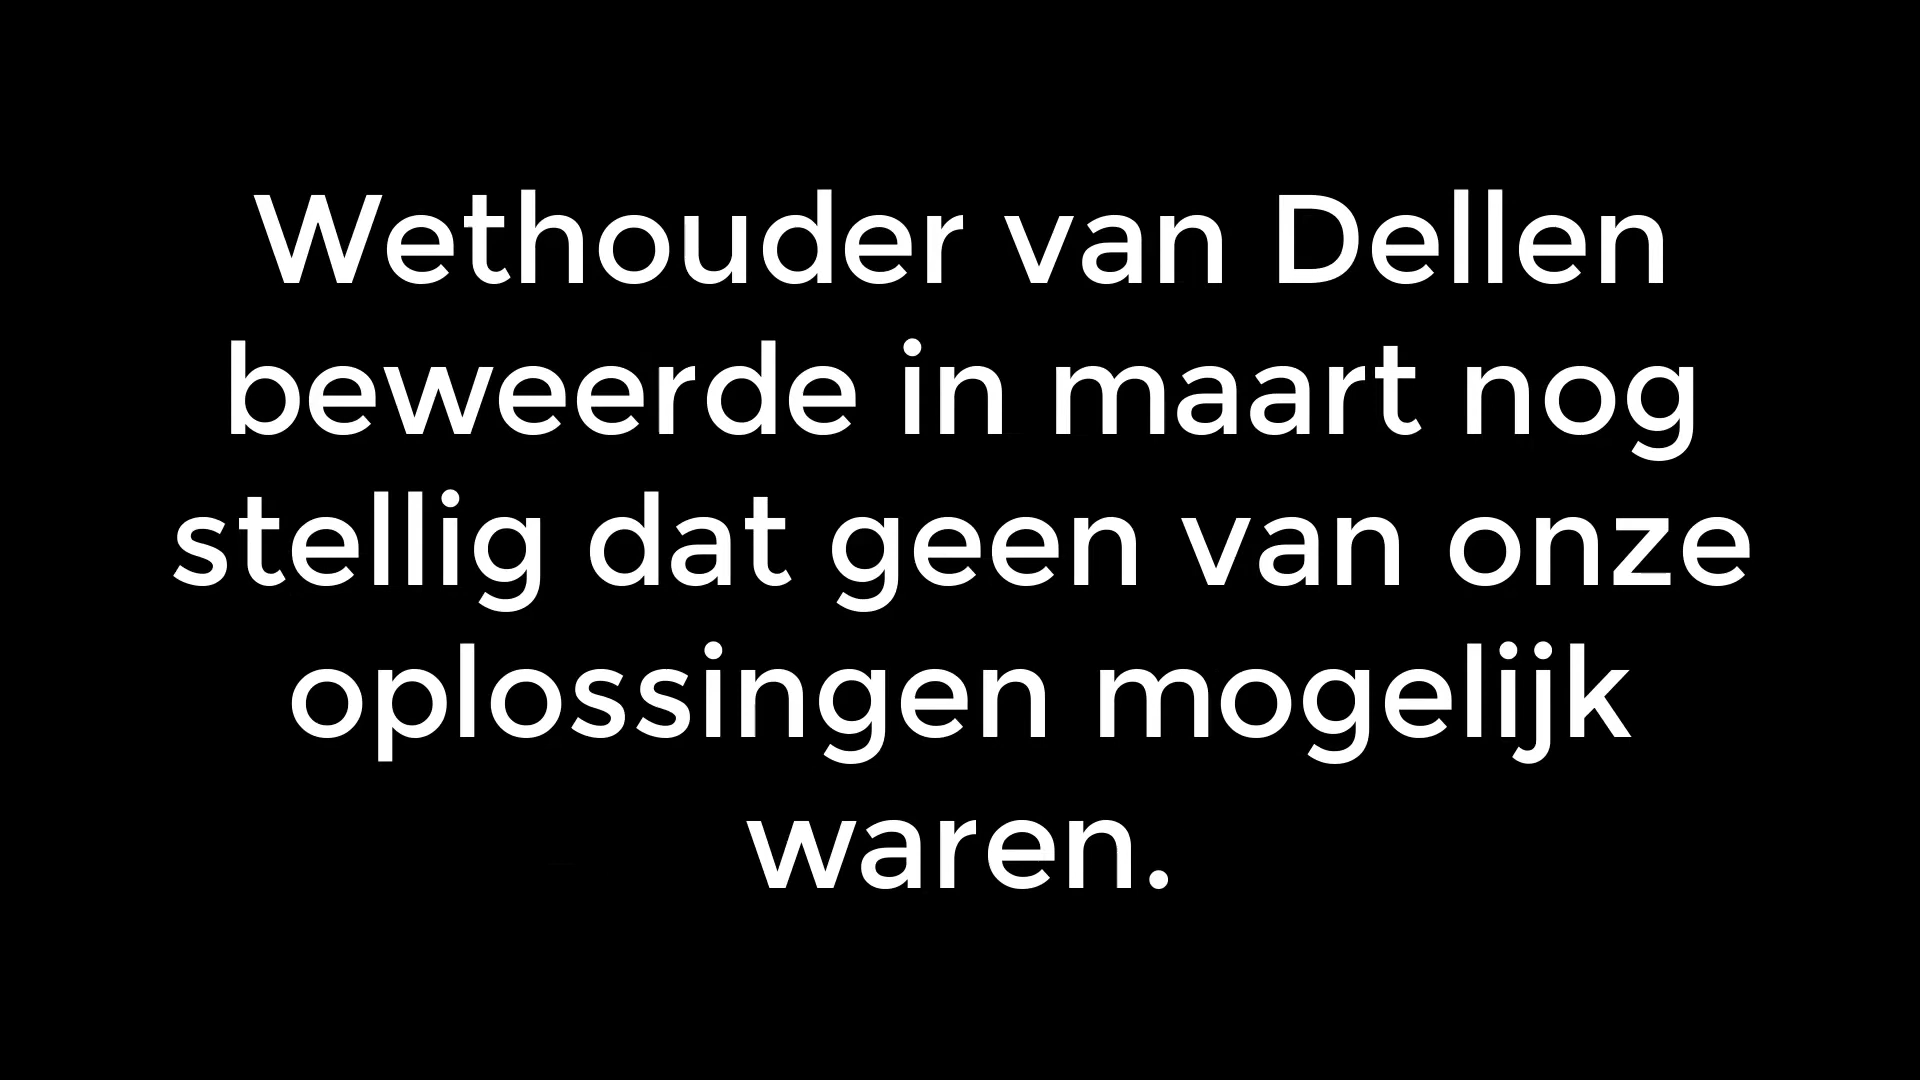 Wethouder van Dellen
beweerde in maart nog
stellig dat geen van onze
oplossingen mogelijk
waren.